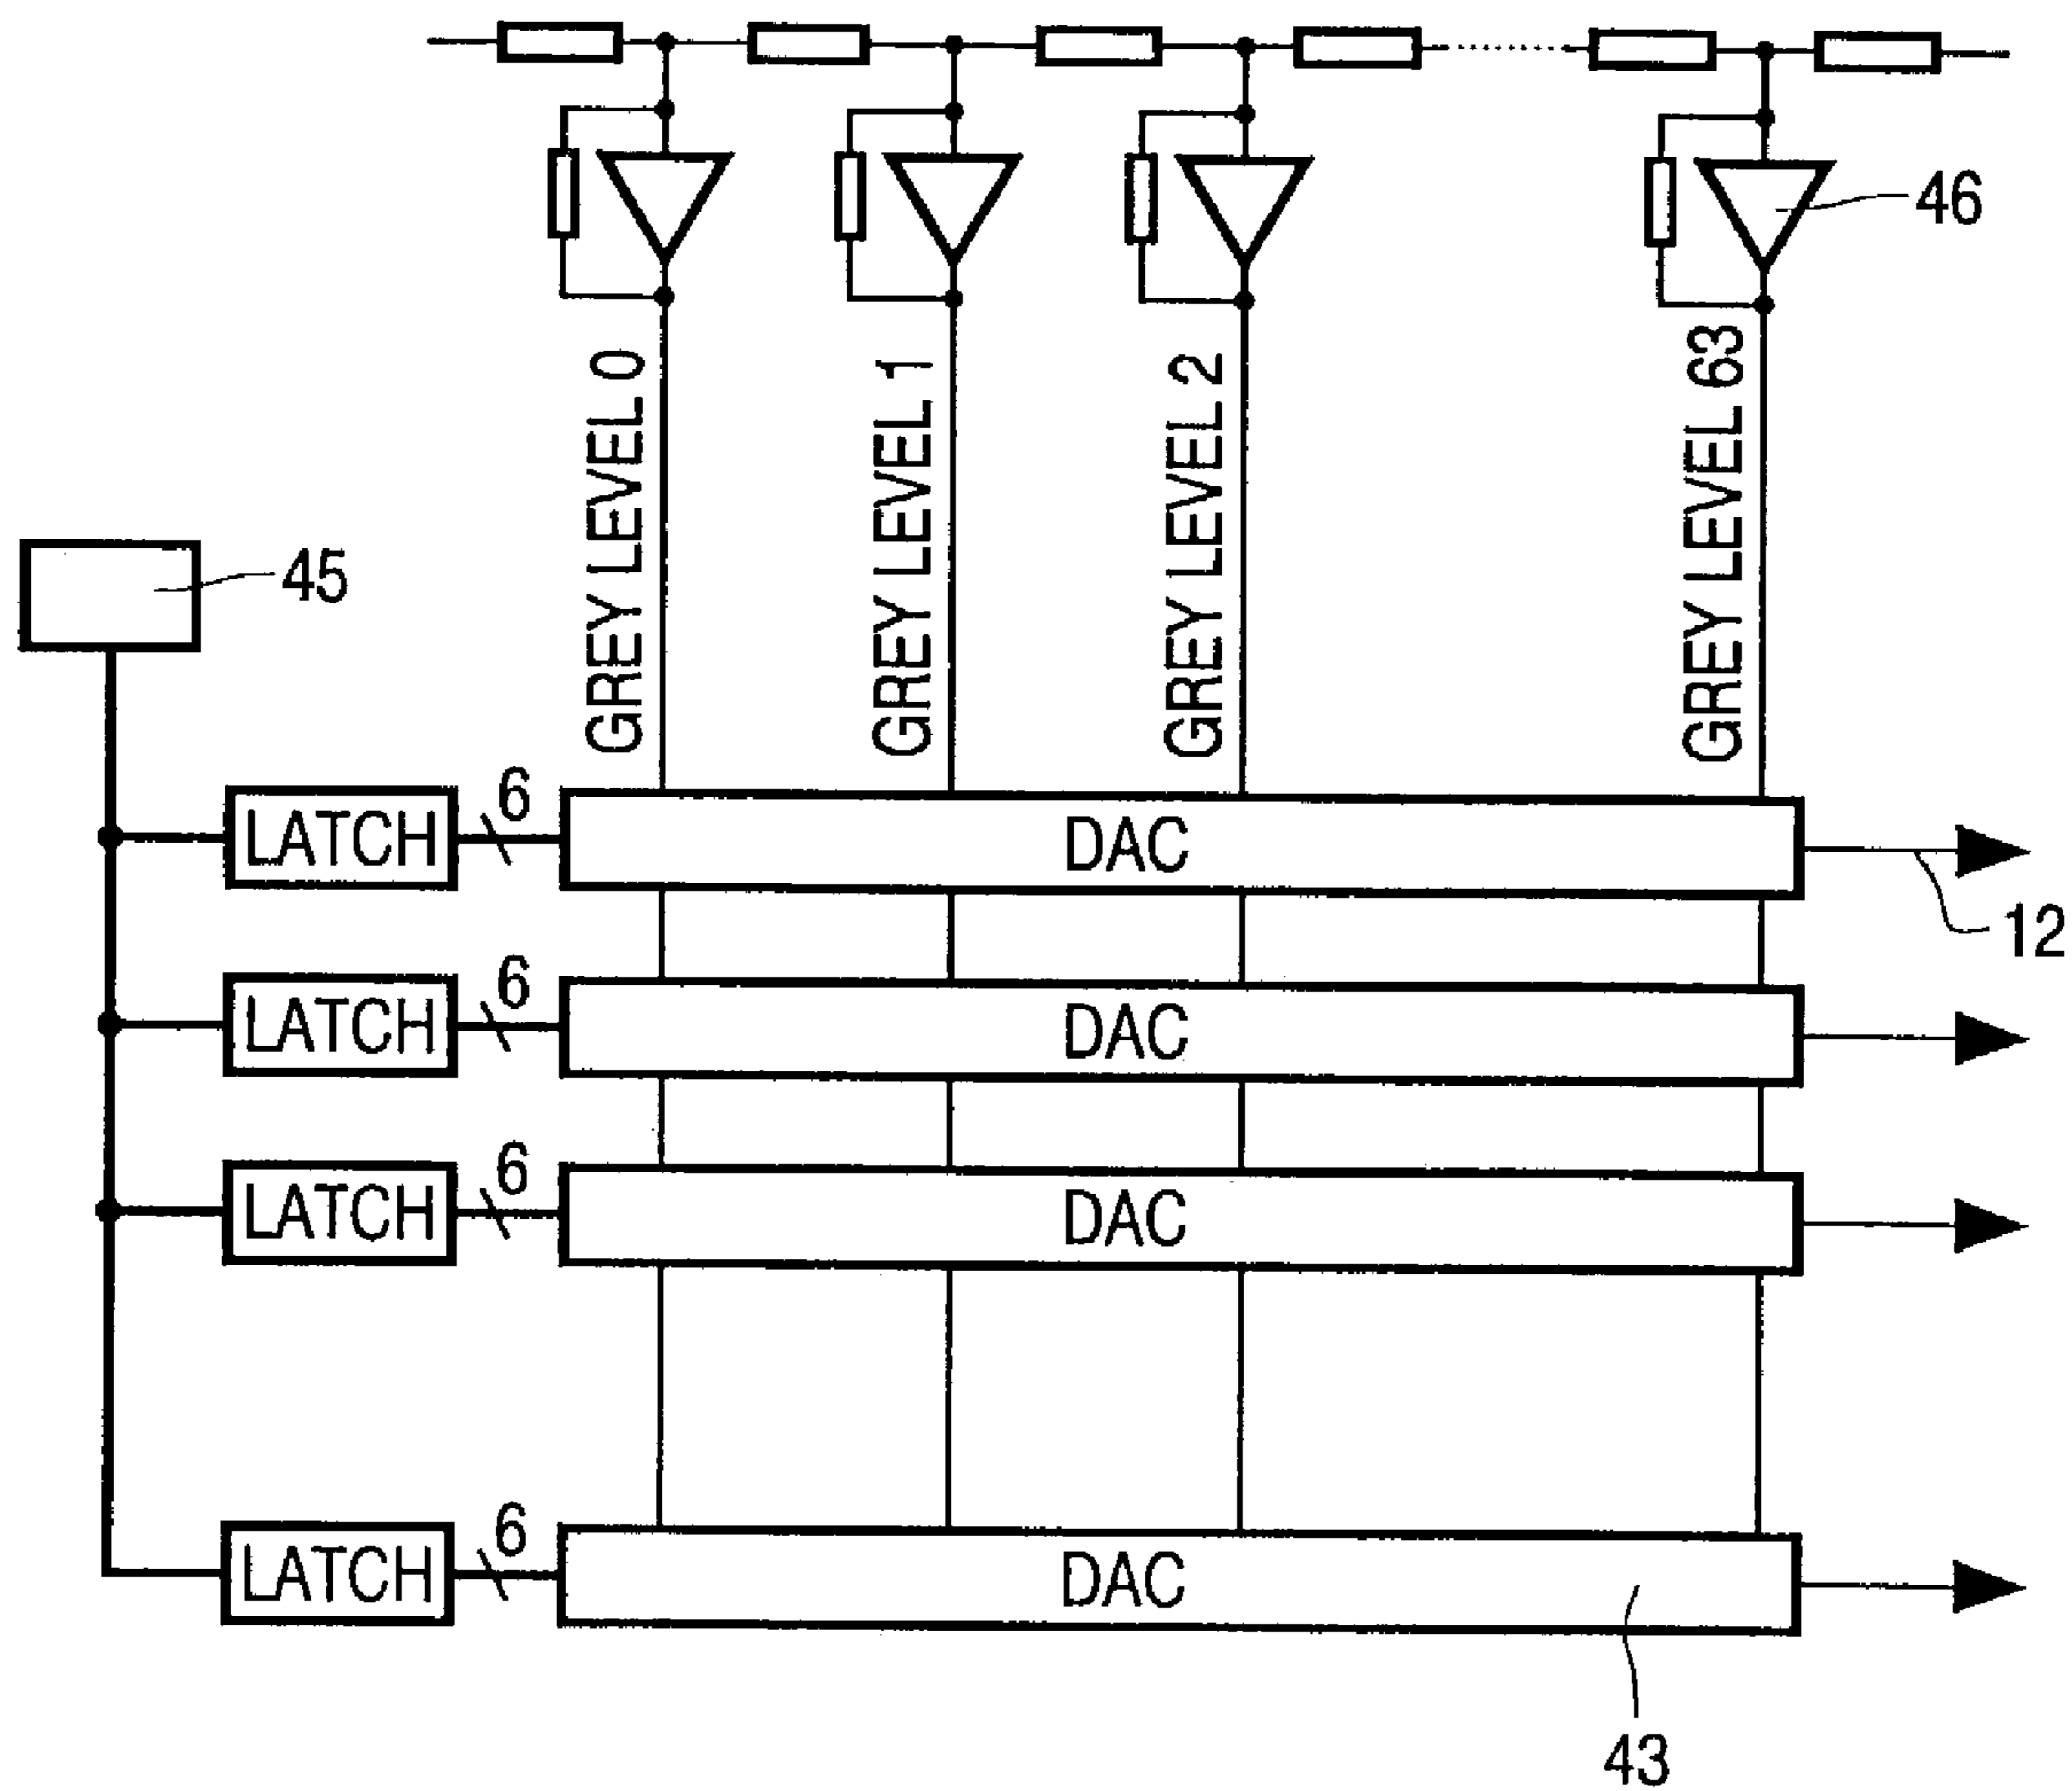 46
GREY LEVEL 0
GREY LEVEL 1
GREY LEVEL 2
GREY LEVEL 63
45
LATCH
6
DAC
12
LATCH
6
DAC
LATCH
6
DAC
LATCH
6
DAC
43